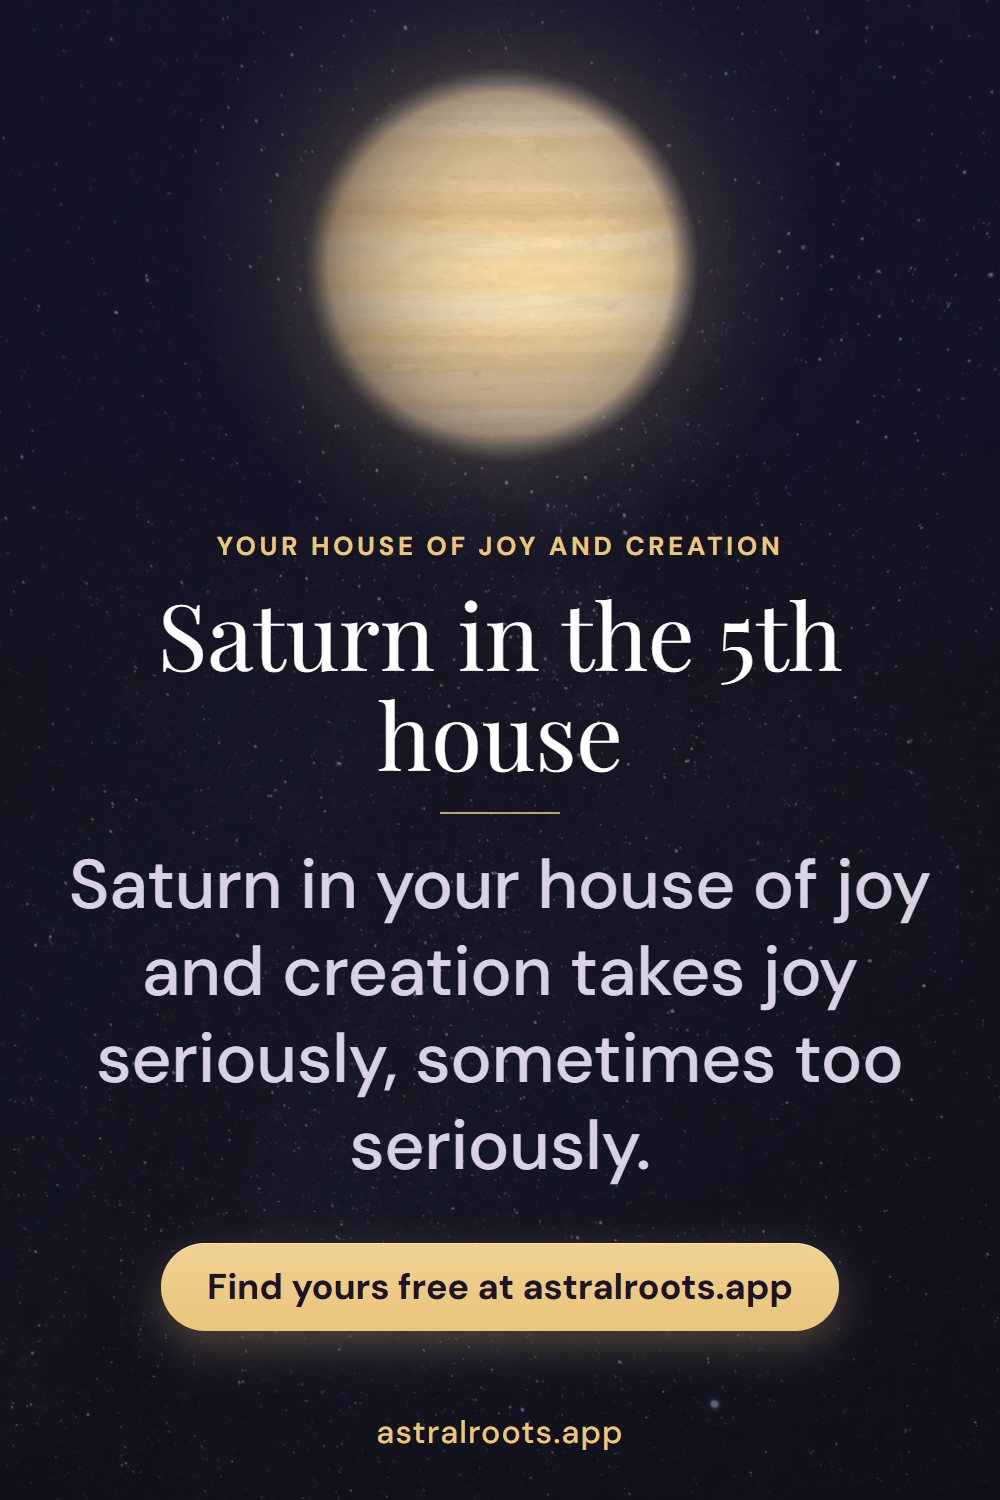 YOUR HOUSE OF JOY AND CREATION
Saturn in the 5th
house
Saturn in your house of joy
and creation takes joy
seriously, sometimes too
seriously.
Find yours free at astralroots.app
astralroots.app